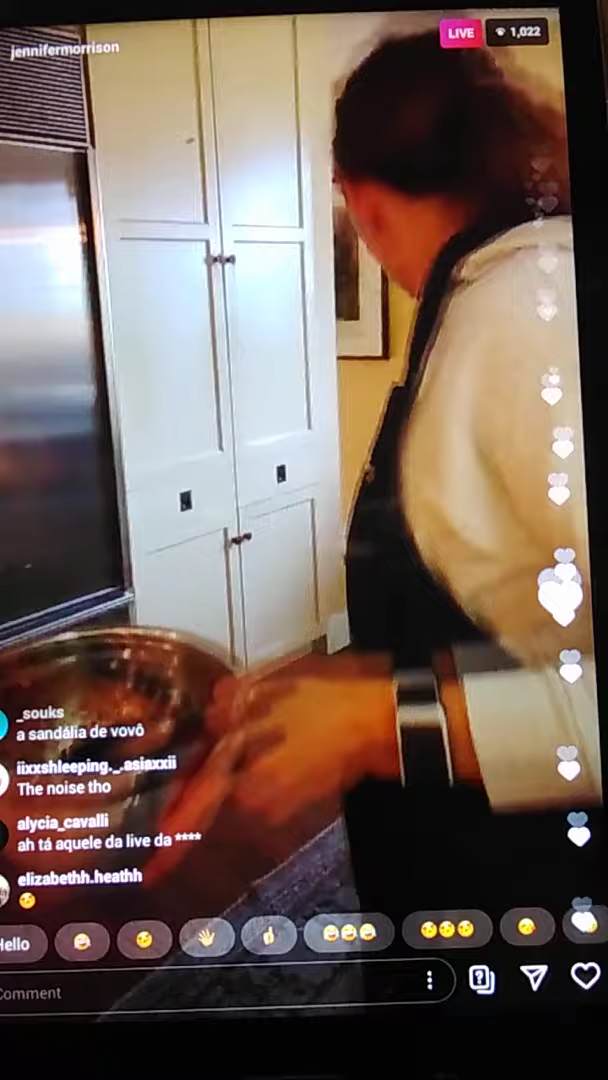 jennifermorrison
LIVE
1,022
_souks
a sandália de vovô
iixxshleeping._.asiaxxii
The noise tho
alycia_cavalli
ah tá aquele da live da ****
elizabethh.heathh
Hello
Comment